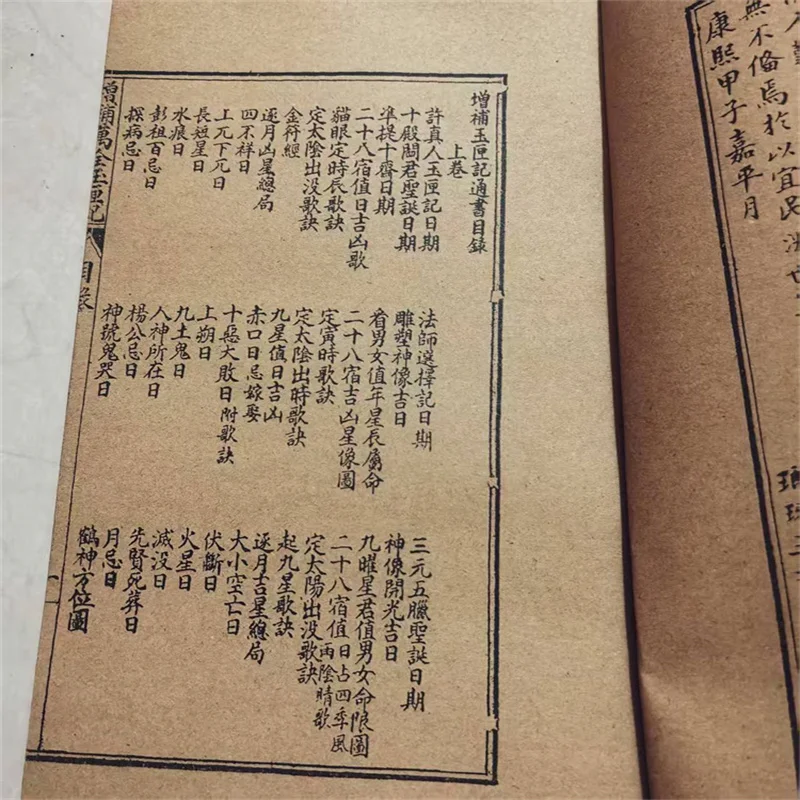 無不俻焉於以宜民
康熙甲子嘉平月
增補玉匣記通書目錄
上卷
許真人玉匣記日期 法師選擇記日期 三元五臘聖誕日期
十殿閻君聖誕日期 雕塑神像吉日 神像開光吉日
準提十齋日期 看男女值年星辰屬命 九曜星君值男女命限圖
二十八宿值日吉凶歌 二十八宿吉凶星像圖 二十八宿值日占四季風雨陰晴歌
貓眼定時辰歌訣 定寅時歌訣 定太陽出沒歌訣
定太陰出沒歌訣 定太陰出時歌訣 起九星歌訣
金符經 九星值日吉凶 逐月吉星總局
逐月凶星總局 赤口日忌嫁娶 大小空亡日
四不祥日 十惡大敗日附歌訣 伏斷日
上兀下兀日 上朔日 火星日
長短星日 九土鬼日 滅沒日
水痕日 人神所在日 先賢死葬日
彭祖百忌日 楊公忌日 月忌日
探病忌日 神號鬼哭日 鶴神方位圖
增補萬全玉匣記 目錄